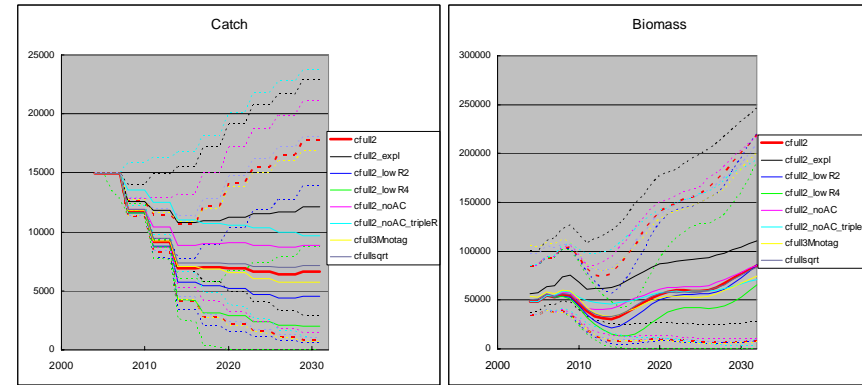 Catch
25000
20000
15000
10000
5000
0
2000
2010
2020
2030
cfull2
cfull2_expl
cfull2_low R2
cfull2_low R4
cfull2_noAC
cfull2_noAC_tripleR
cfull3Mnotag
cfullsqrt
Biomass
300000
250000
200000
150000
100000
50000
0
2000
2010
2020
2030
cfull2
cfull2_expl
cfull2_low R2
cfull2_low R4
cfull2_noAC
cfull2_noAC_triple
cfull3Mnotag
cfullsqrt